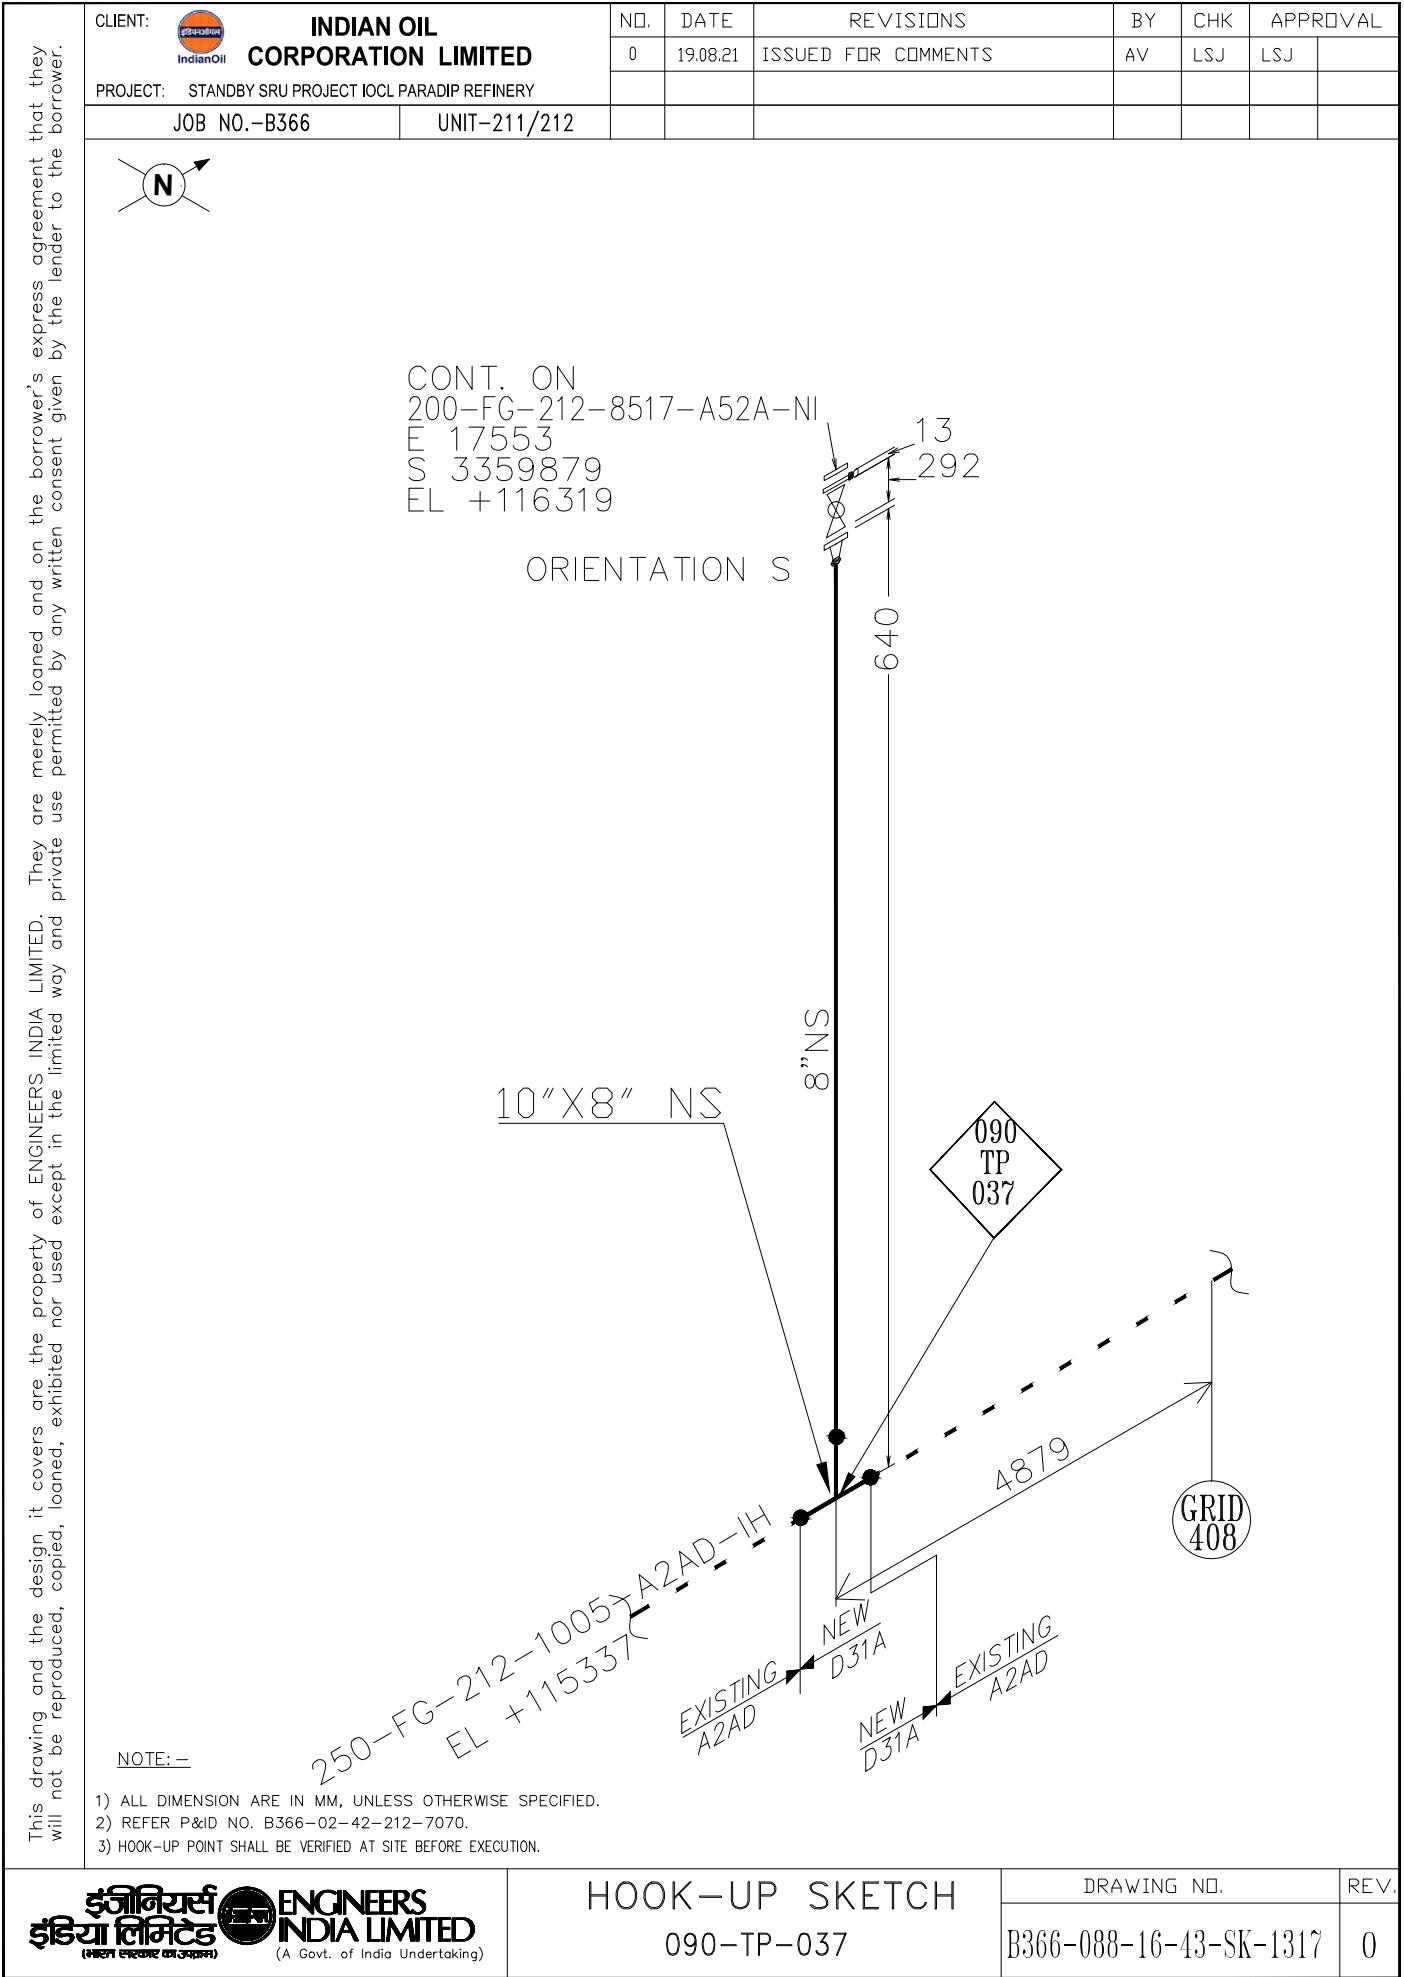 CLIENT:
इंडियनऑयल
IndianOil
INDIAN OIL
CORPORATION LIMITED
PROJECT: STANDBY SRU PROJECT IOCL PARADIP REFINERY
JOB NO.-B366
UNIT-211/212
NO. DATE REVISIONS BY CHK APPROVAL
0 19.08.21 ISSUED FOR COMMENTS AV LSJ LSJ
This drawing and the design it covers are the property of ENGINEERS INDIA LIMITED. They are merely loaned and on the borrower's express agreement that they
will not be reproduced, copied, loaned, exhibited nor used except in the limited way and private use permitted by any written consent given by the lender to the borrower.
N
CONT. ON
200-FG-212-8517-A52A-NI
E 17553
S 3359879
EL +116319
13
292
ORIENTATION S
640
8"NS
10"X8" NS
090
TP
037
4879
GRID
408
250-FG-212-1005-A2AD-IH
EL +115337
EXISTING
A2AD
NEW
D31A
NEW
D31A
EXISTING
A2AD
NOTE:-
1) ALL DIMENSION ARE IN MM, UNLESS OTHERWISE SPECIFIED.
2) REFER P&ID NO. B366-02-42-212-7070.
3) HOOK-UP POINT SHALL BE VERIFIED AT SITE BEFORE EXECUTION.
इंजीनियर्स
इंडिया लिमिटेड
(भारत सरकार का उपक्रम)
ENGINEERS
INDIA LIMITED
(A Govt. of India Undertaking)
HOOK-UP SKETCH
090-TP-037
DRAWING NO.
B366-088-16-43-SK-1317
REV.
0